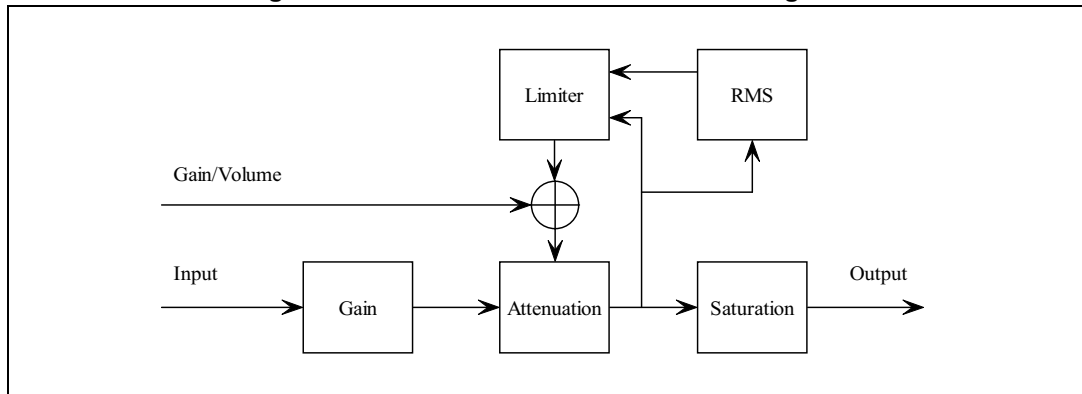 Limiter
RMS
Gain/Volume
Input
Output
Gain
Attenuation
Saturation